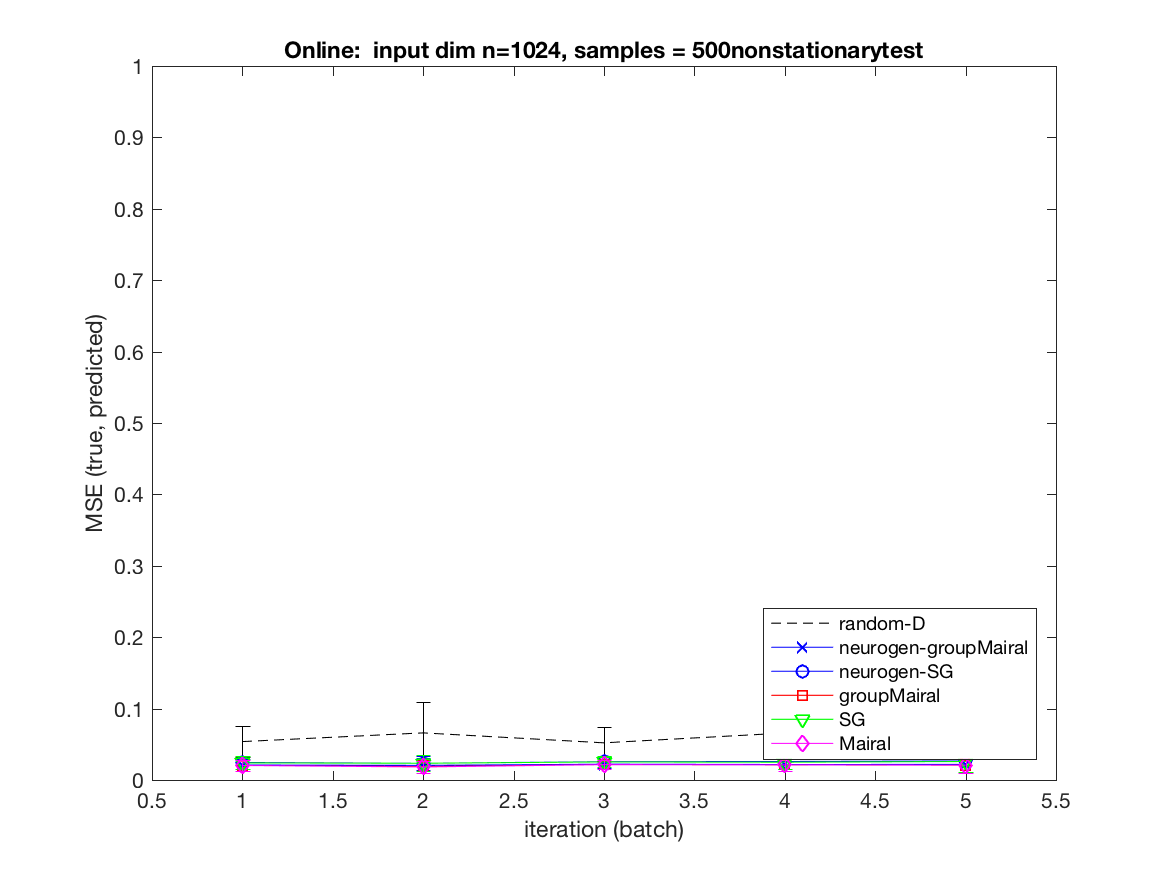 Online:  input dim n=1024, samples = 500nonstationarytest
1
0.9
0.8
0.7
0.6
0.5
0.4
0.3
0.2
0.1
0
MSE (true, predicted)
random-D
neurogen-groupMairal
neurogen-SG
groupMairal
SG
Mairal
0.5 1 1.5 2 2.5 3 3.5 4 4.5 5 5.5
iteration (batch)